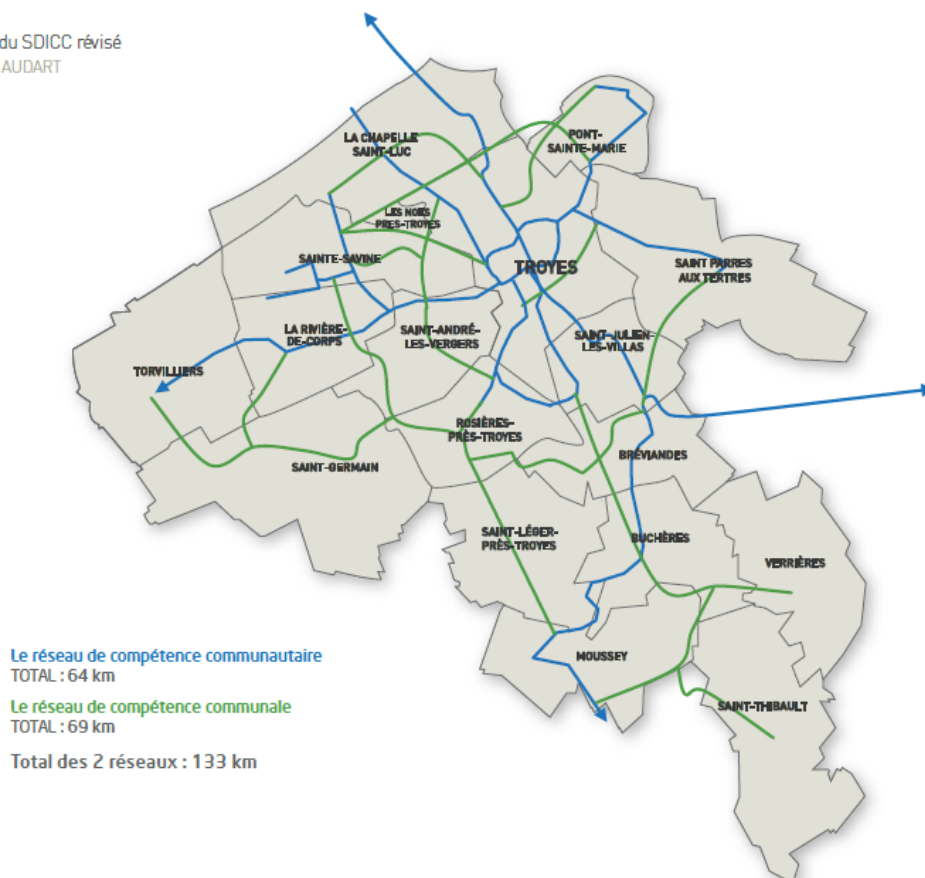 du SDICC révisé
AUDART
LA CHAPELLE
SAINT-LUC
PONT-
SAINTE-MARIE
LES NOES
PRES-TROYES
SAINTE-SAVINE
TROYES
SAINT PARRES
AUX TERTRES
LA RIVIÈRE-
DE-CORPS
SAINT-ANDRÉ-
LES-VERGERS
SAINT-JULIEN-
LES-VILLAS
TORVILLIERS
ROSIÈRES-
PRÈS-TROYES
SAINT-GERMAIN
BRÉVIANDES
SAINT-LÉGER-
PRÈS-TROYES
BUCHÈRES
VERRIÈRES
MOUSSEY
SAINT-THIBAULT
Le réseau de compétence communautaire
TOTAL : 64 km
Le réseau de compétence communale
TOTAL : 69 km
Total des 2 réseaux : 133 km